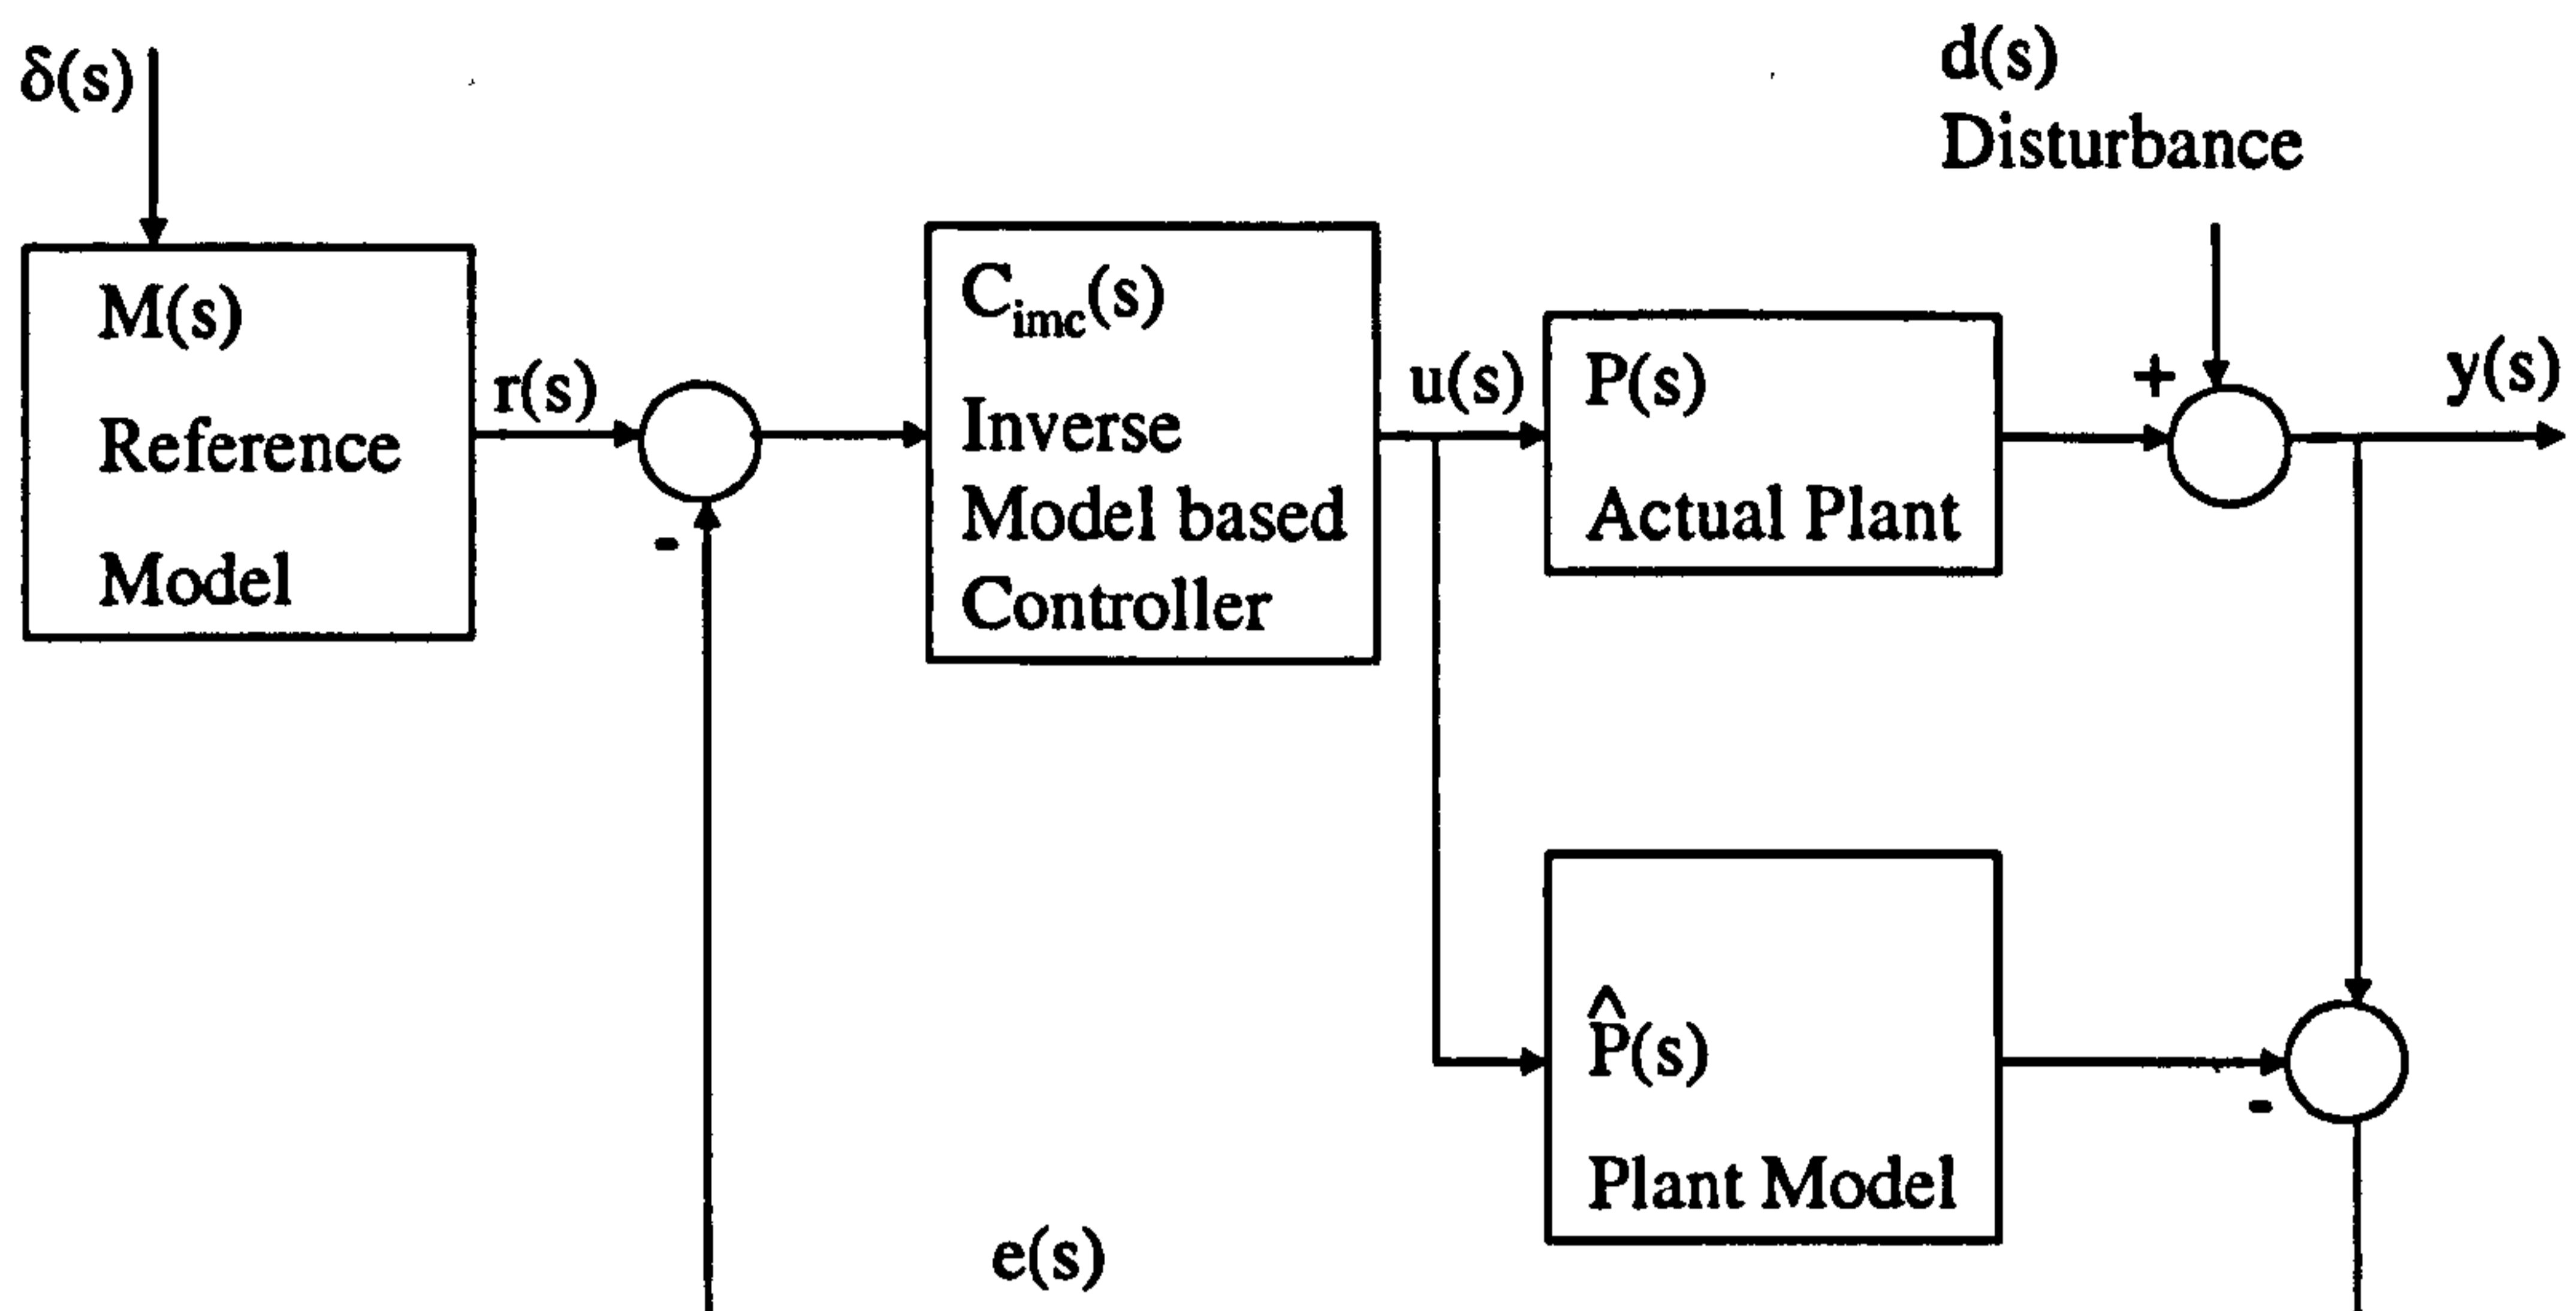 δ(s)
M(s)
Reference
Model
r(s)
-
C_imc(s)
Inverse
Model based
Controller
u(s)
P(s)
Actual Plant
d(s)
Disturbance
+
y(s)
P̂(s)
Plant Model
-
e(s)